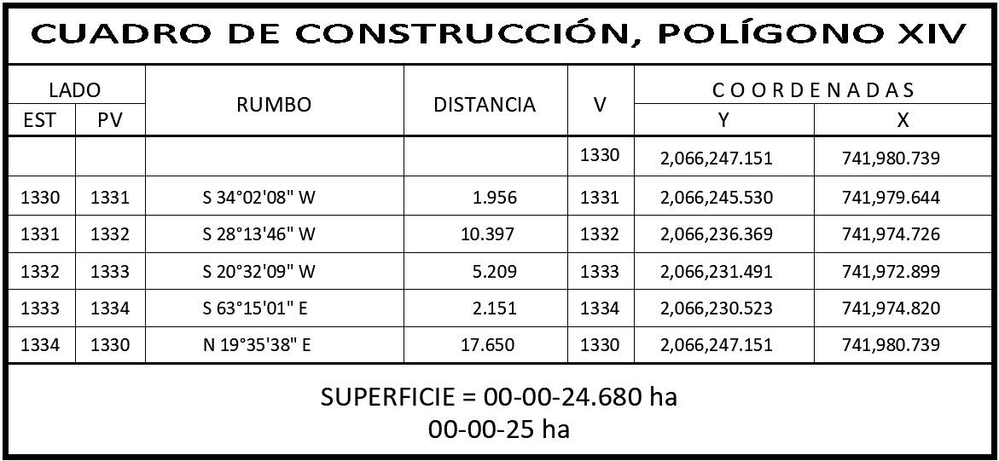 CUADRO DE CONSTRUCCIÓN, POLÍGONO XIV
LADO RUMBO DISTANCIA V C O O R D E N A D A S
EST PV Y X
1330 2,066,247.151 741,980.739
1330 1331 S 34°02'08" W 1.956 1331 2,066,245.530 741,979.644
1331 1332 S 28°13'46" W 10.397 1332 2,066,236.369 741,974.726
1332 1333 S 20°32'09" W 5.209 1333 2,066,231.491 741,972.899
1333 1334 S 63°15'01" E 2.151 1334 2,066,230.523 741,974.820
1334 1330 N 19°35'38" E 17.650 1330 2,066,247.151 741,980.739
SUPERFICIE = 00-00-24.680 ha
00-00-25 ha